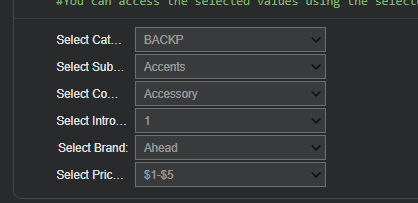 #You can access the selected values using the select
Select Cat... BACKP
Select Sub... Accents
Select Co... Accessory
Select Intro... 1
Select Brand: Ahead
Select Pric... $1-$5